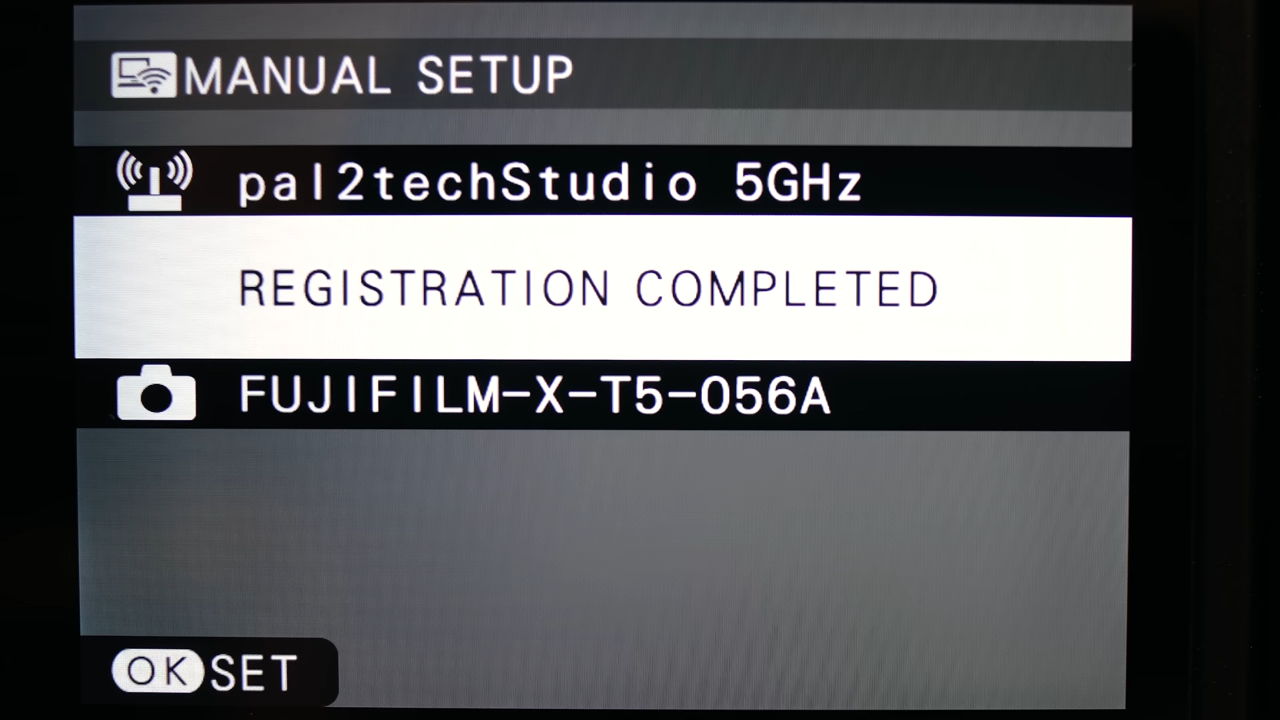 MANUAL SETUP
pal2techStudio 5GHz
REGISTRATION COMPLETED
FUJIFILM-X-T5-056A
OK SET